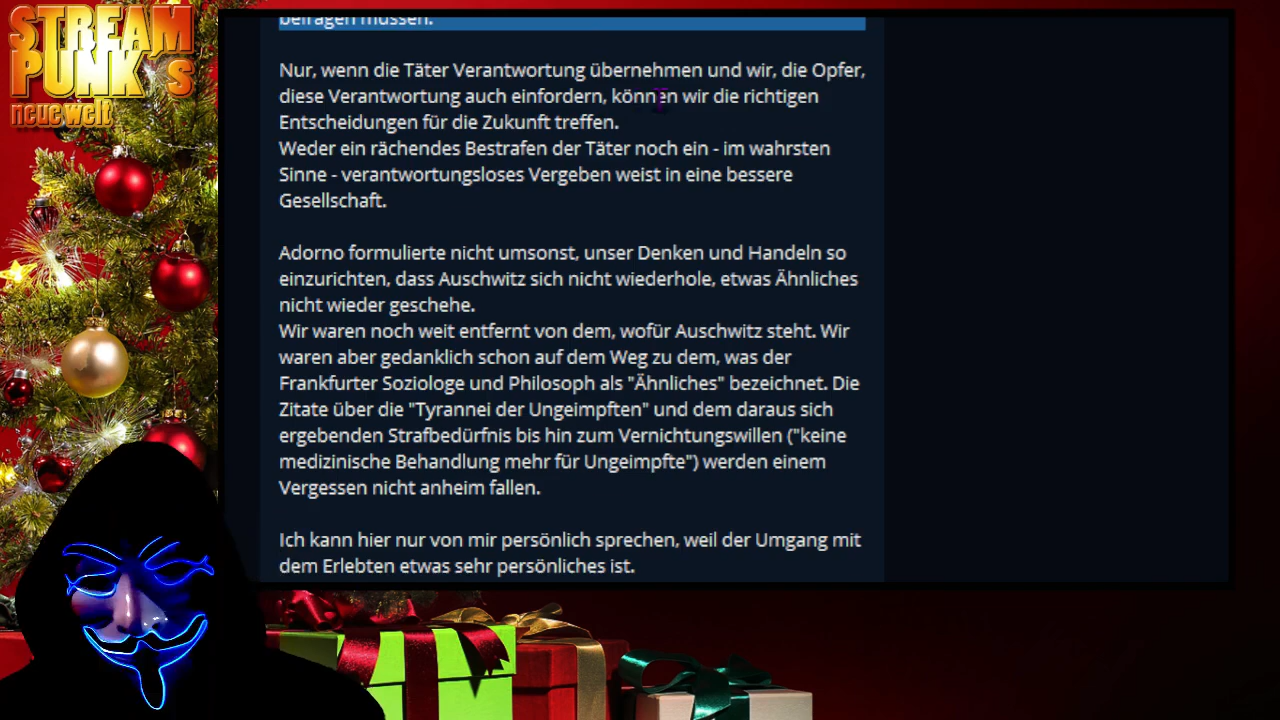 STREAM
PUNK's
neue welt
befragen müssen.
Nur, wenn die Täter Verantwortung übernehmen und wir, die Opfer,
diese Verantwortung auch einfordern, können wir die richtigen
Entscheidungen für die Zukunft treffen.
Weder ein rächendes Bestrafen der Täter noch ein - im wahrsten
Sinne - verantwortungsloses Vergeben weist in eine bessere
Gesellschaft.
Adorno formulierte nicht umsonst, unser Denken und Handeln so
einzurichten, dass Auschwitz sich nicht wiederhole, etwas Ähnliches
nicht wieder geschehe.
Wir waren noch weit entfernt von dem, wofür Auschwitz steht. Wir
waren aber gedanklich schon auf dem Weg zu dem, was der
Frankfurter Soziologe und Philosoph als "Ähnliches" bezeichnet. Die
Zitate über die "Tyrannei der Ungeimpften" und dem daraus sich
ergebenden Strafbedürfnis bis hin zum Vernichtungswillen ("keine
medizinische Behandlung mehr für Ungeimpfte") werden einem
Vergessen nicht anheim fallen.
Ich kann hier nur von mir persönlich sprechen, weil der Umgang mit
dem Erlebten etwas sehr persönliches ist.